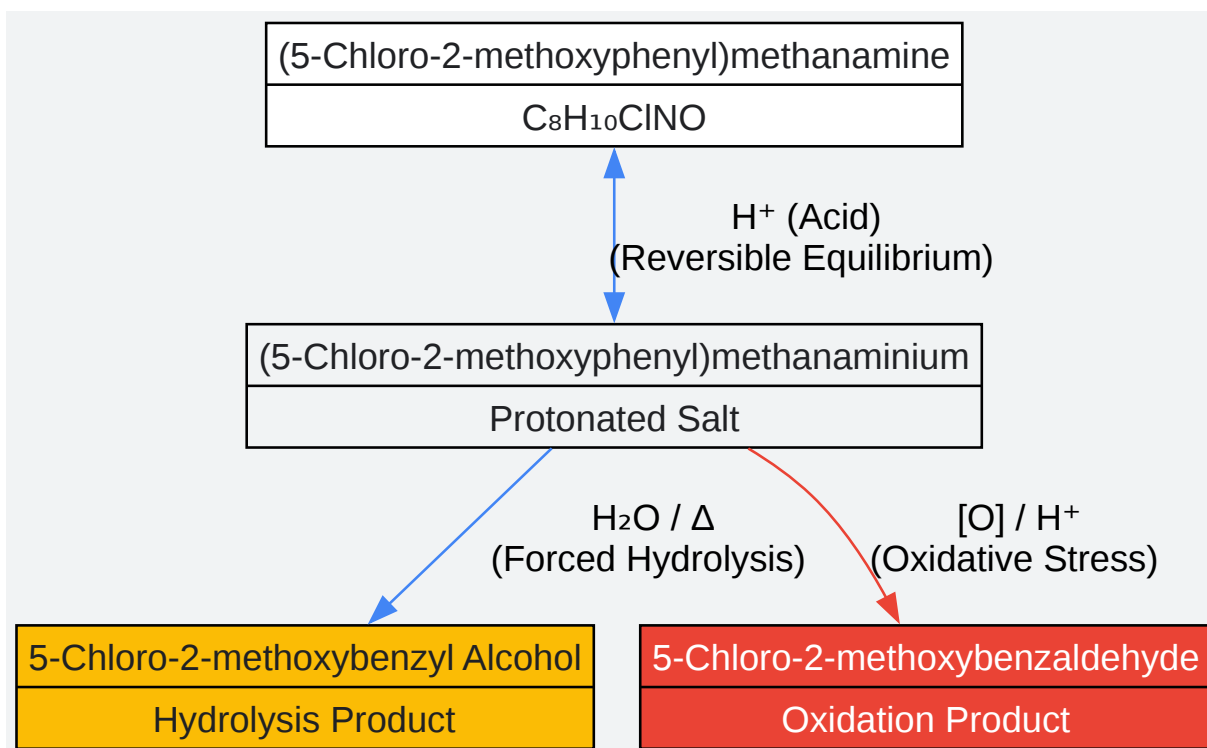 (5-Chloro-2-methoxyphenyl)methanamine
C₈H₁₀ClNO
H⁺ (Acid)
(Reversible Equilibrium)
(5-Chloro-2-methoxyphenyl)methanaminium
Protonated Salt
H₂O / Δ
(Forced Hydrolysis)
[O] / H⁺
(Oxidative Stress)
5-Chloro-2-methoxybenzyl Alcohol
Hydrolysis Product
5-Chloro-2-methoxybenzaldehyde
Oxidation Product